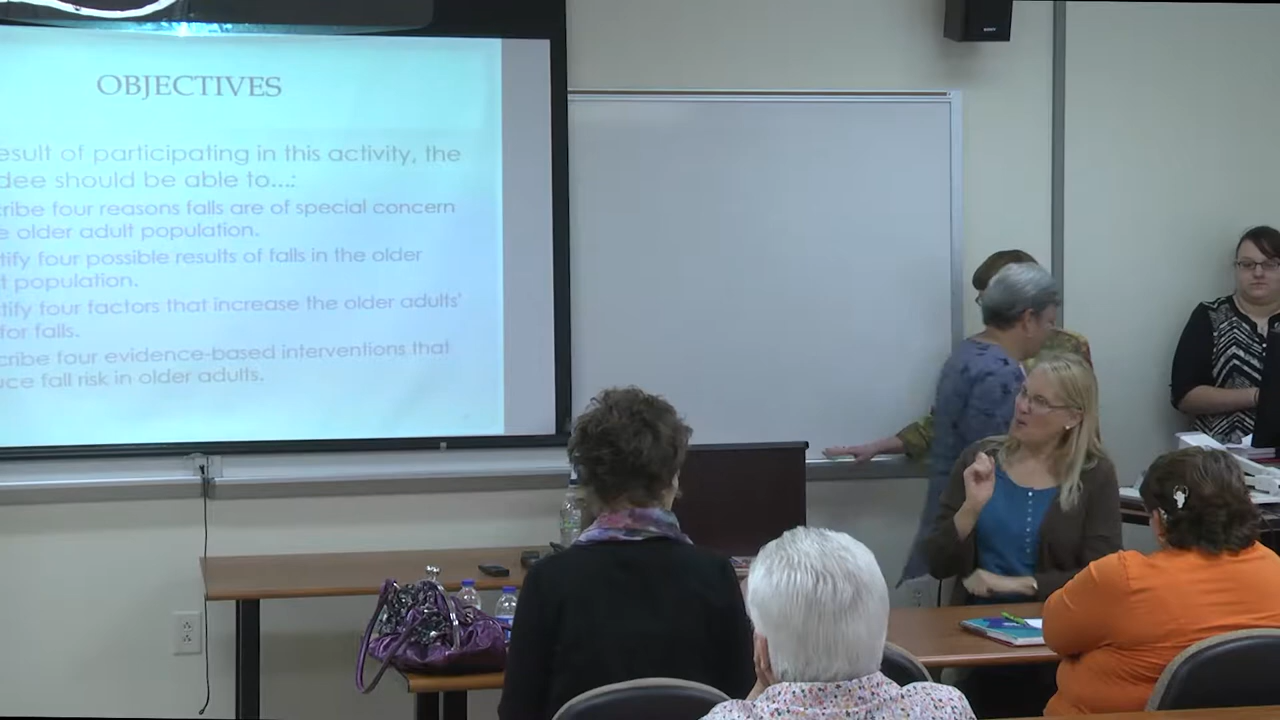 OBJECTIVES
esult of participating in this activity, the
dee should be able to...:
ribe four reasons falls are of special concern
e older adult population.
tify four possible results of falls in the older
t population.
tify four factors that increase the older adults'
for falls.
cribe four evidence-based interventions that
uce fall risk in older adults.
SONY